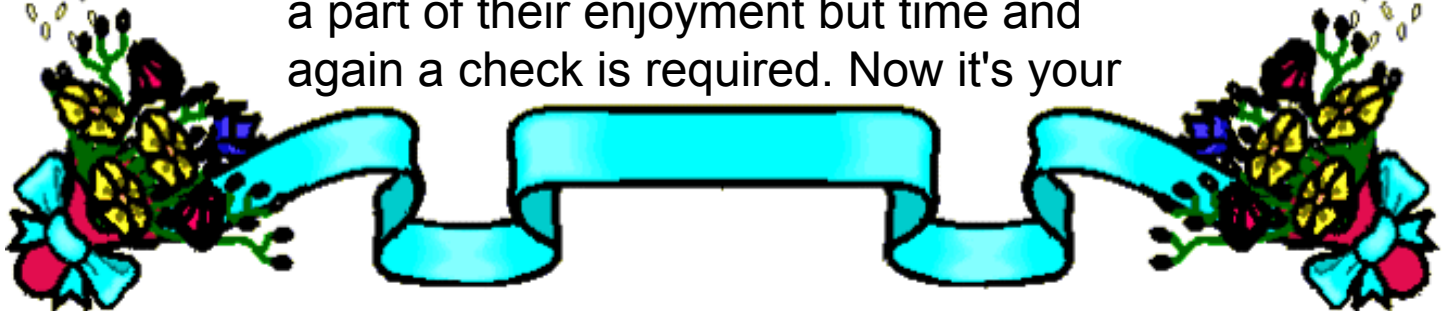 a part of their enjoyment but time and
again a check is required. Now it's your